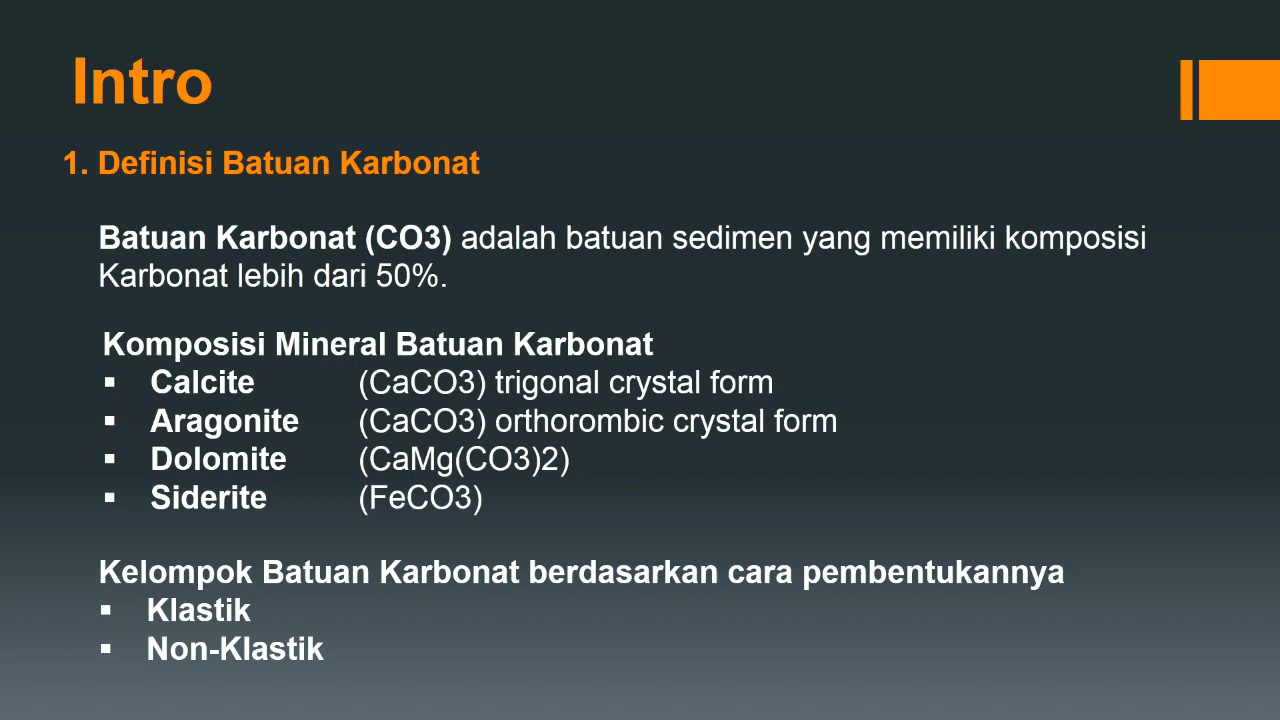 Intro
1. Definisi Batuan Karbonat
Batuan Karbonat (CO3) adalah batuan sedimen yang memiliki komposisi
Karbonat lebih dari 50%.
Komposisi Mineral Batuan Karbonat
▪ Calcite (CaCO3) trigonal crystal form
▪ Aragonite (CaCO3) orthorombic crystal form
▪ Dolomite (CaMg(CO3)2)
▪ Siderite (FeCO3)
Kelompok Batuan Karbonat berdasarkan cara pembentukannya
▪ Klastik
▪ Non-Klastik